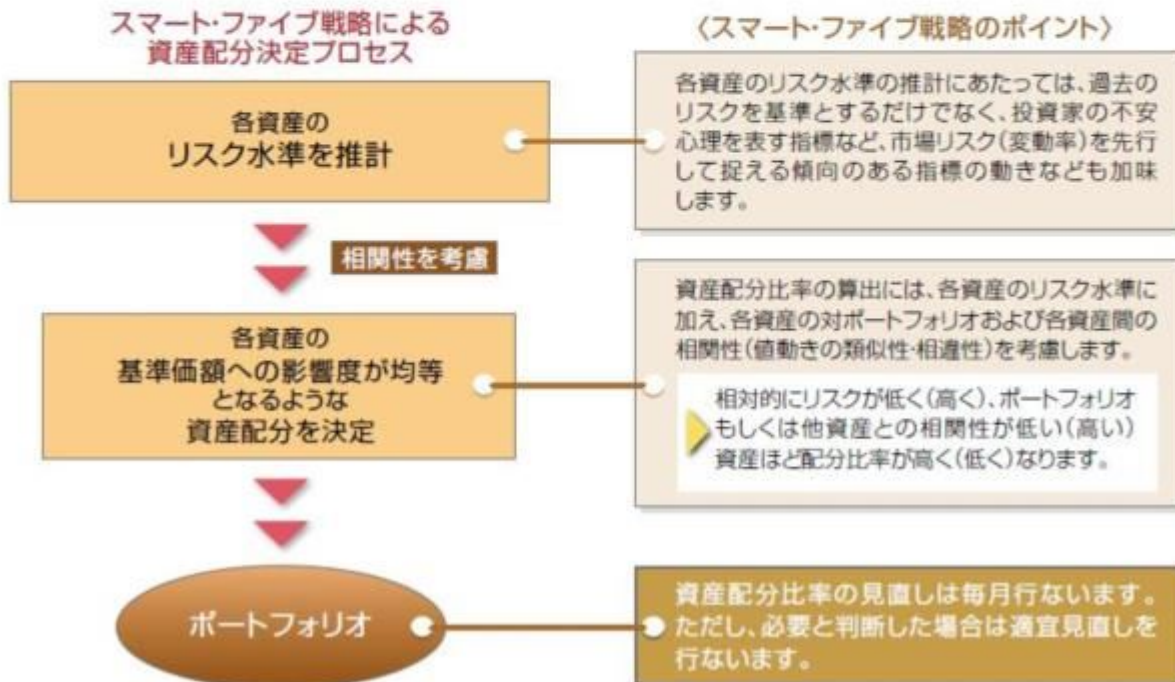 スマート・ファイブ戦略による
資産配分決定プロセス
〈スマート・ファイブ戦略のポイント〉
各資産の
リスク水準を推計
各資産のリスク水準の推計にあたっては、過去の
リスクを基準とするだけでなく、投資家の不安
心理を表す指標など、市場リスク(変動率)を先行
して捉える傾向のある指標の動きなども加味
します。
相関性を考慮
各資産の
基準価額への影響度が均等
となるような
資産配分を決定
資産配分比率の算出には、各資産のリスク水準に
加え、各資産の対ポートフォリオおよび各資産間の
相関性(値動きの類似性・相違性)を考慮します。
相対的にリスクが低く(高く)、ポートフォリオ
もしくは他資産との相関性が低い(高い)
資産ほど配分比率が高く(低く)なります。
ポートフォリオ
資産配分比率の見直しは毎月行ないます。
ただし、必要と判断した場合は適宜見直しを
行ないます。